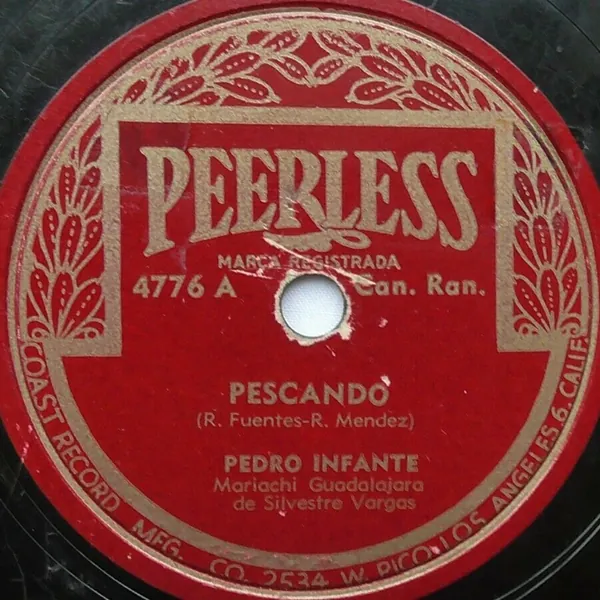 PEERLESS
MARCA REGISTRADA
4776 A Can. Ran.
PESCANDO
(R. Fuentes-R. Mendez)
PEDRO INFANTE
Mariachi Guadalajara
de Silvestre Vargas
COAST RECORD MFG. CO. 2534 W. PICO LOS ANGELES 6, CALIF.